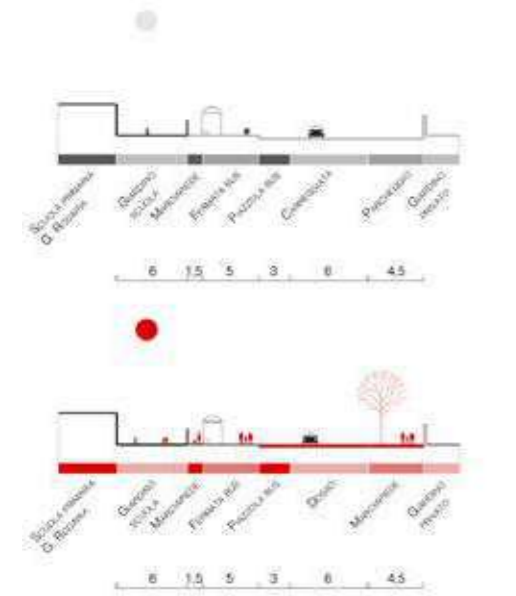 Scuola primaria
G. Rodari
Giardino
scuola
Marciapiede
Fermata bus
Piazzola bus
Carreggiata
Parcheggio
Giardino
privato
6 1.5 5 3 6 4.5
Scuola primaria
G. Rodari
Giardino
scuola
Marciapiede
Fermata bus
Piazzola bus
Marciapiede
Giardino
privato
6 1.5 5 3 6 4.5